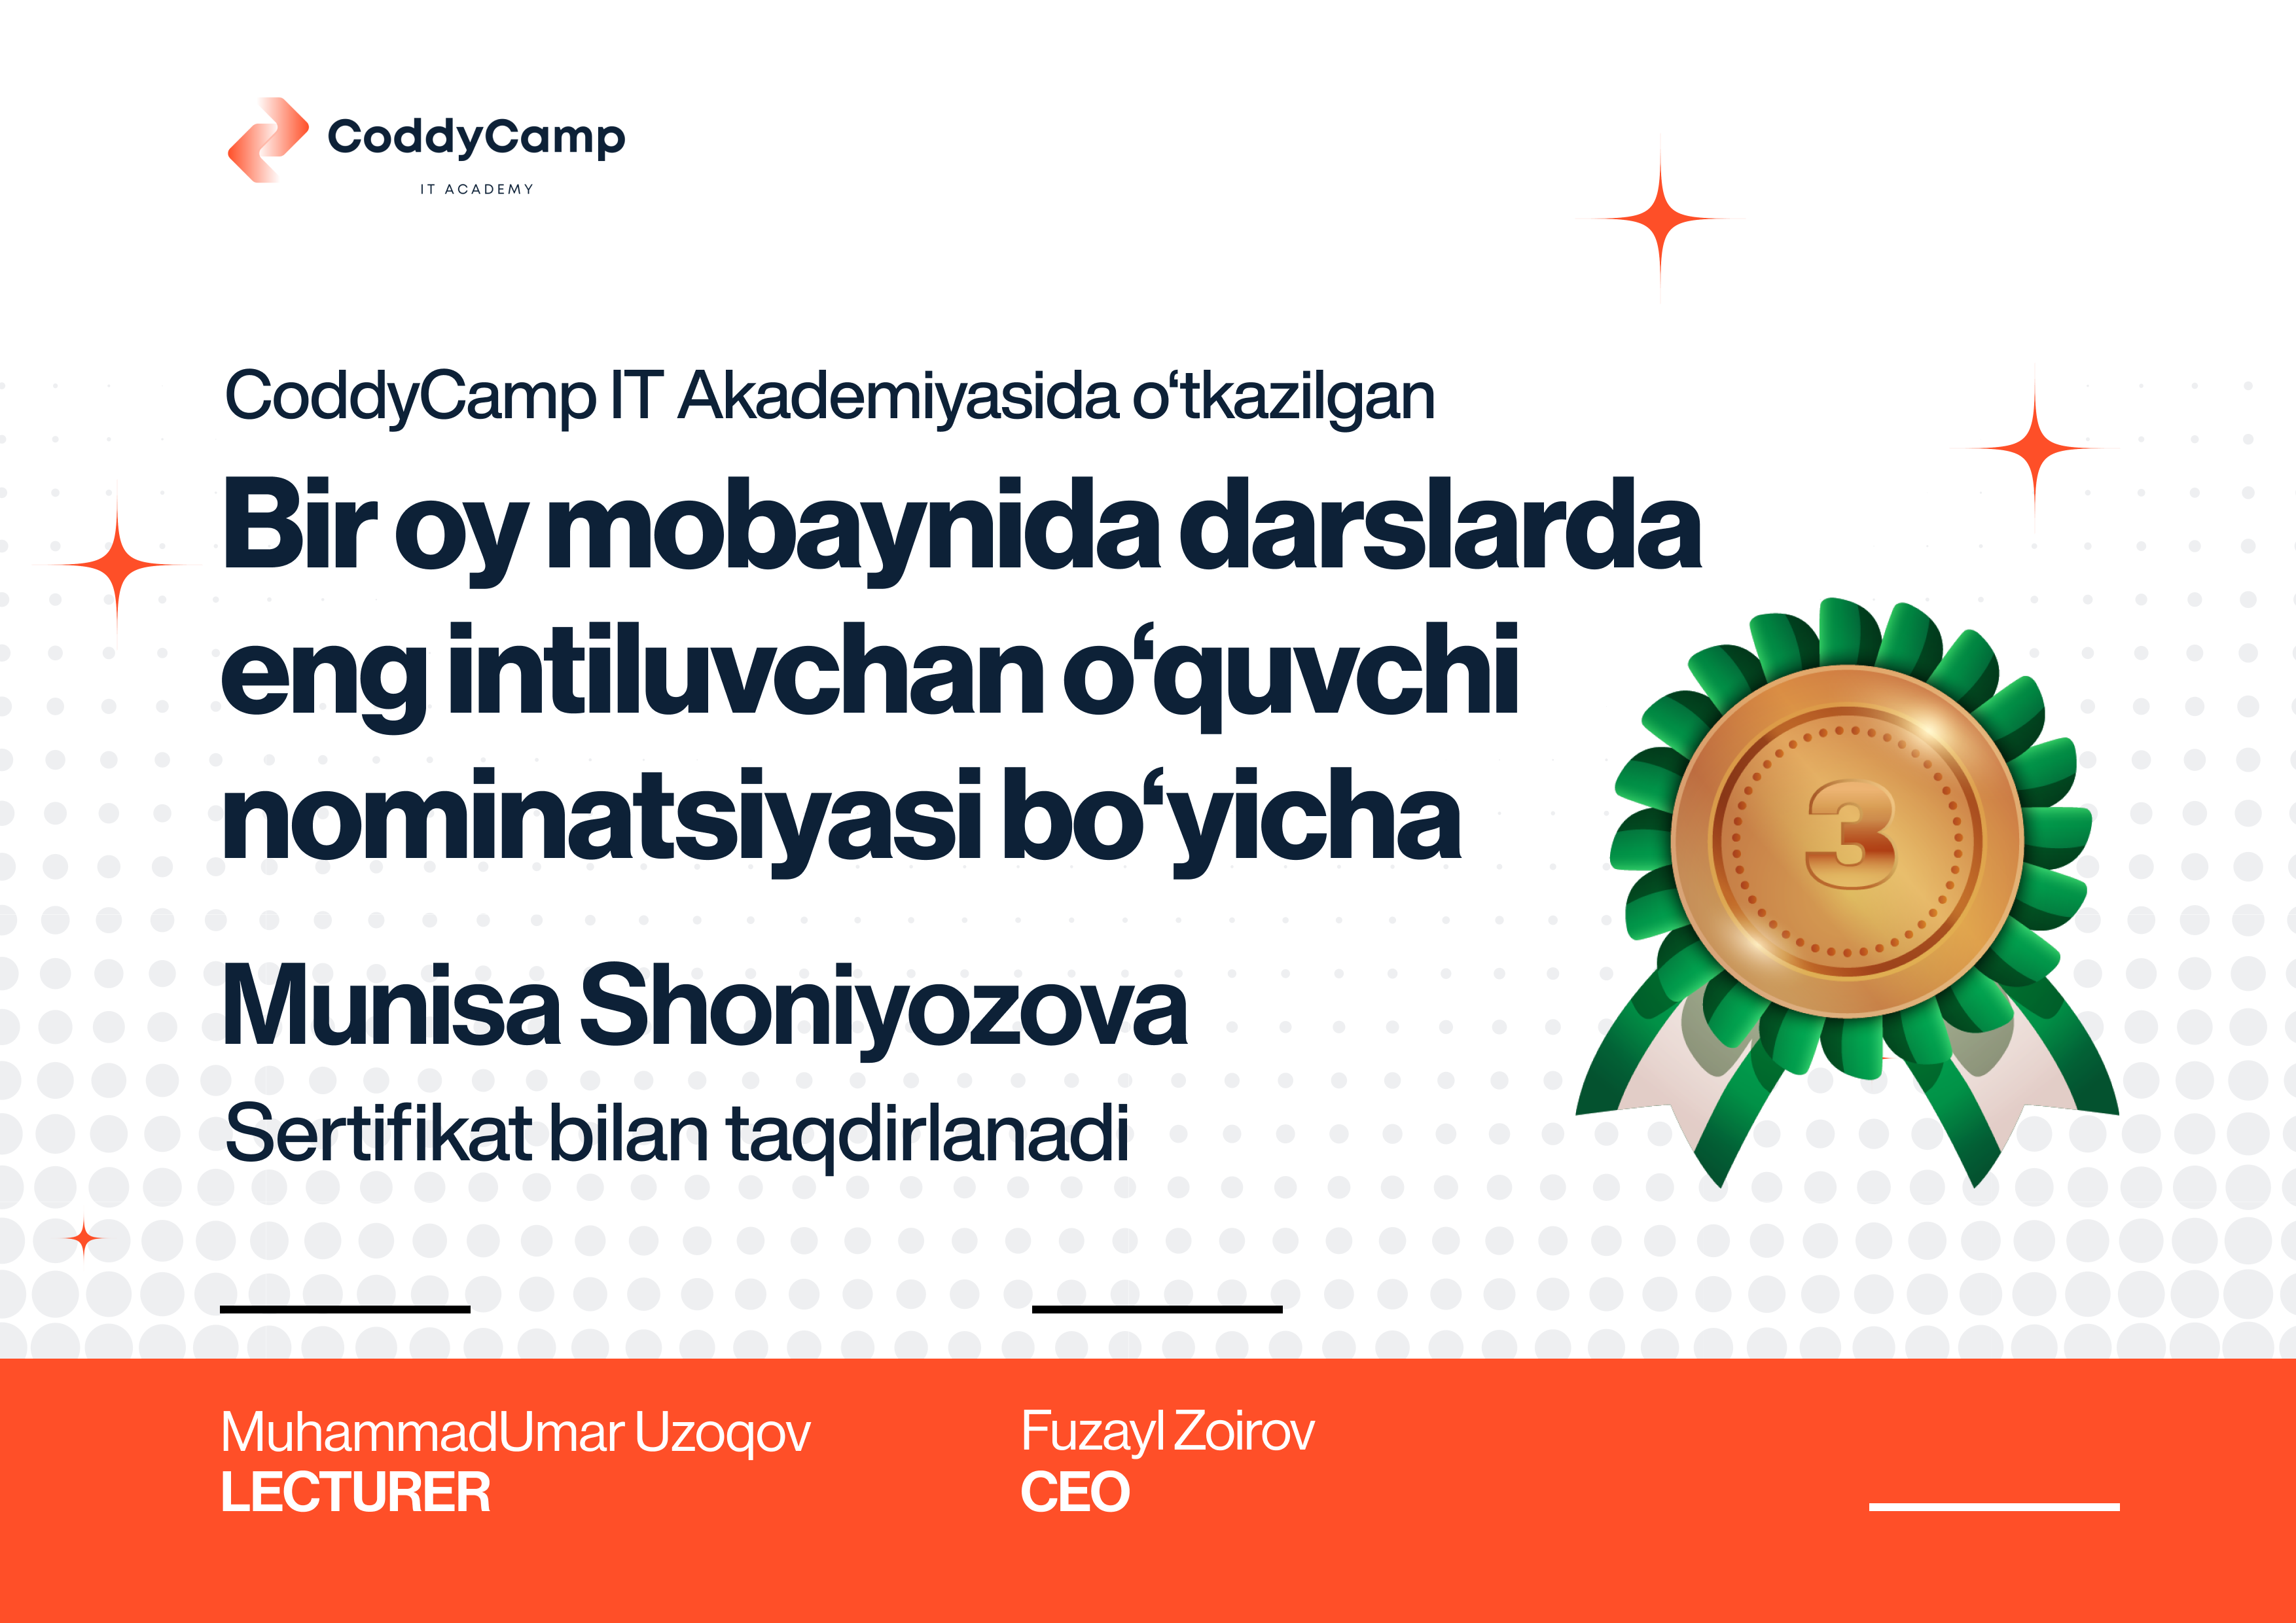 CoddyCamp
IT ACADEMY
CoddyCamp IT Akademiyasida o‘tkazilgan
Bir oy mobaynida darslarda
eng intiluvchan o‘quvchi
nominatsiyasi bo‘yicha
3
Munisa Shoniyozova
Sertifikat bilan taqdirlanadi
MuhammadUmar Uzoqov
LECTURER
Fuzayl Zoirov
CEO